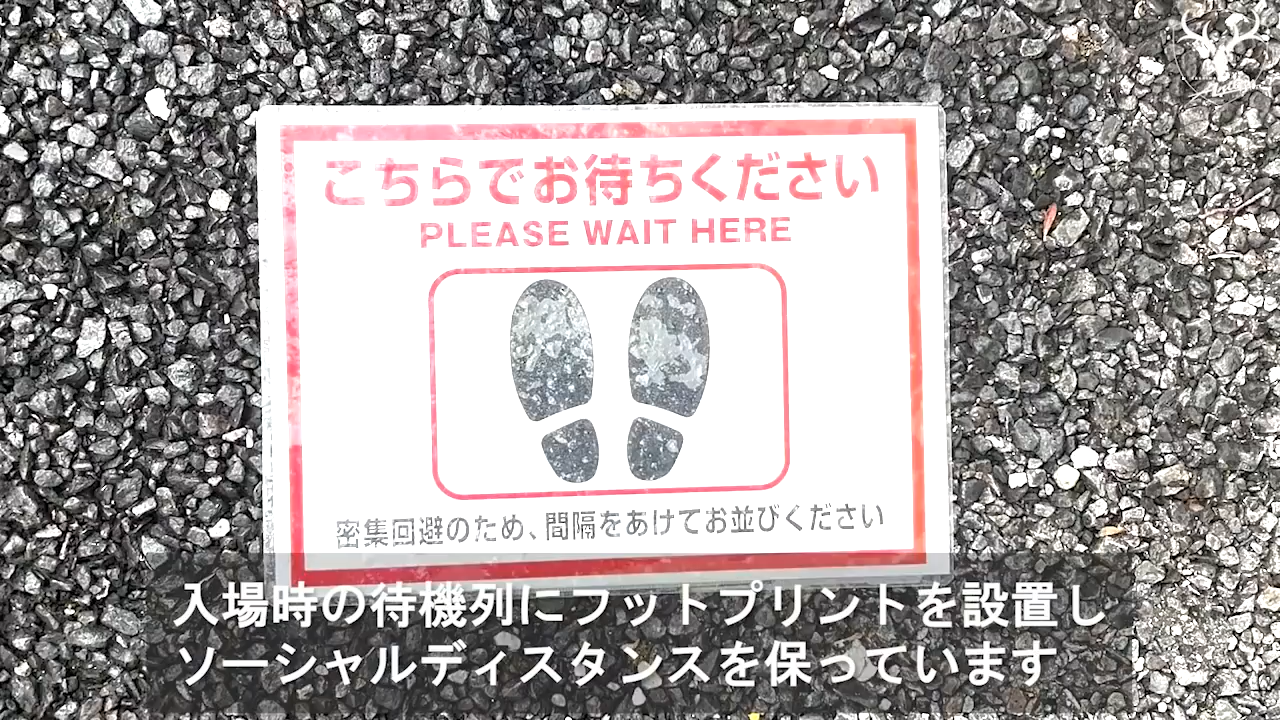 こちらでお待ちください
PLEASE WAIT HERE
密集回避のため、間隔をあけてお並びください
入場時の待機列にフットプリントを設置し
ソーシャルディスタンスを保っています